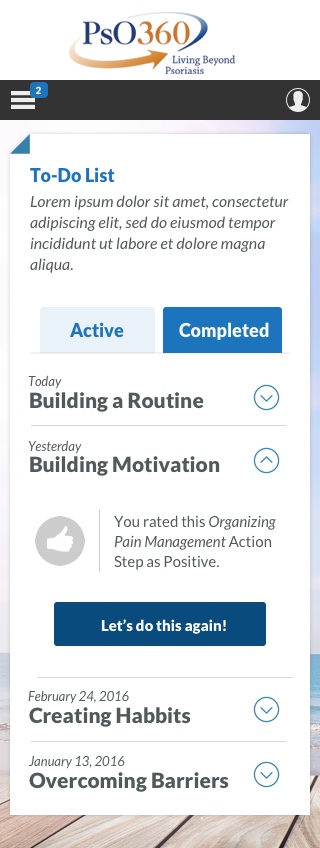 PsO360
Living Beyond
Psoriasis
2
To-Do List
Lorem ipsum dolor sit amet, consectetur
adipiscing elit, sed do eiusmod tempor
incididunt ut labore et dolore magna
aliqua.
Active Completed
Today
Building a Routine
Yesterday
Building Motivation
You rated this Organizing
Pain Management Action
Step as Positive.
Let's do this again!
February 24, 2016
Creating Habbits
January 13, 2016
Overcoming Barriers